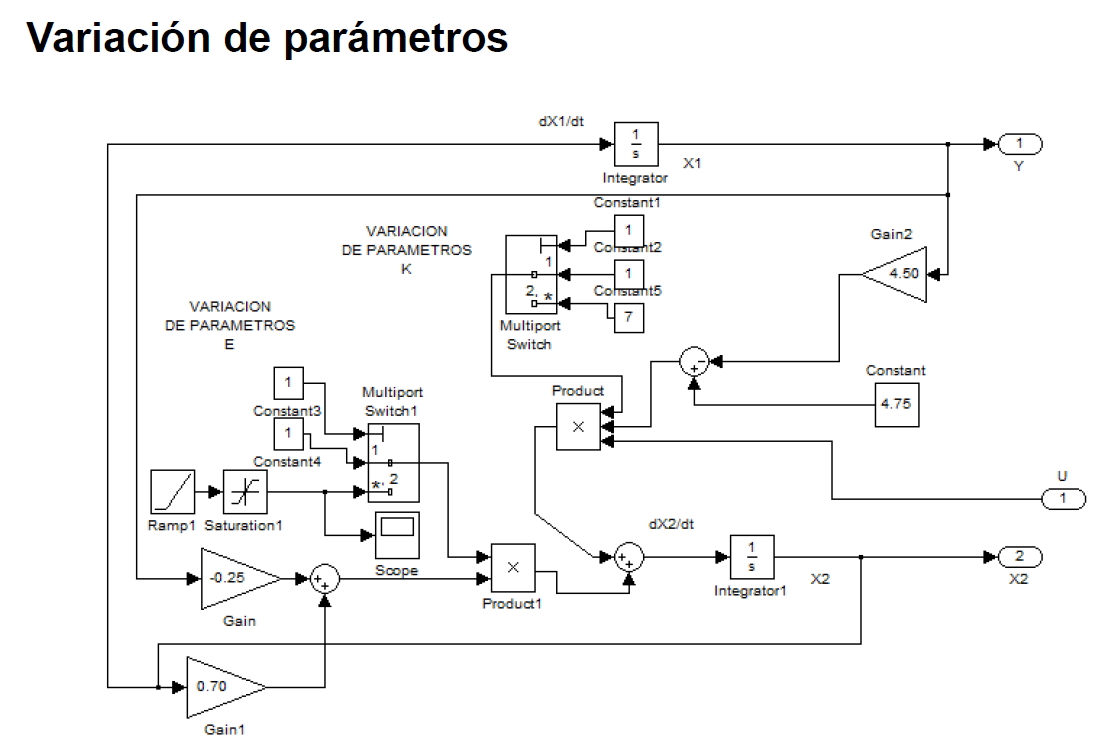 Variación de parámetros
dX1/dt
1
s
Integrator
X1
1
Y
Constant1
1
Constant2
1
Constant5
7
VARIACION
DE PARAMETROS
K
1
2, *
Multiport
Switch
Gain2
4.50
VARIACION
DE PARAMETROS
E
Constant
4.75
Product
×
1
Constant3
1
Constant4
Multiport
Switch1
1
*, 2
Ramp1
Saturation1
Scope
U
1
dX2/dt
1
s
Integrator1
X2
2
X2
-0.25
Gain
×
Product1
0.70
Gain1